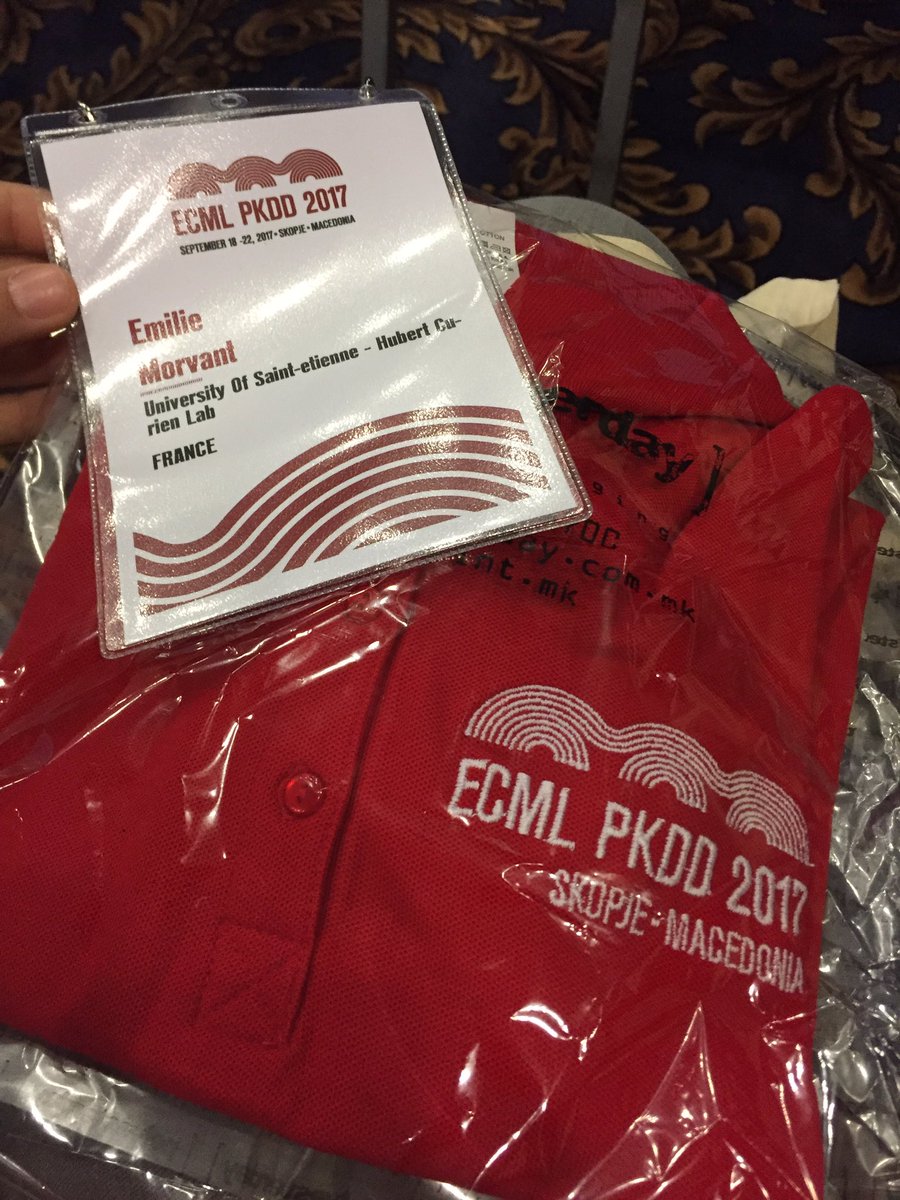 ECML PKDD 2017
SEPTEMBER 18 -22, 2017 • SKOPJE • MACEDONIA
Emilie
Morvant
University Of Saint-etienne - Hubert Cu-
rien Lab
FRANCE
ECML PKDD 2017
SKOPJE • MACEDONIA